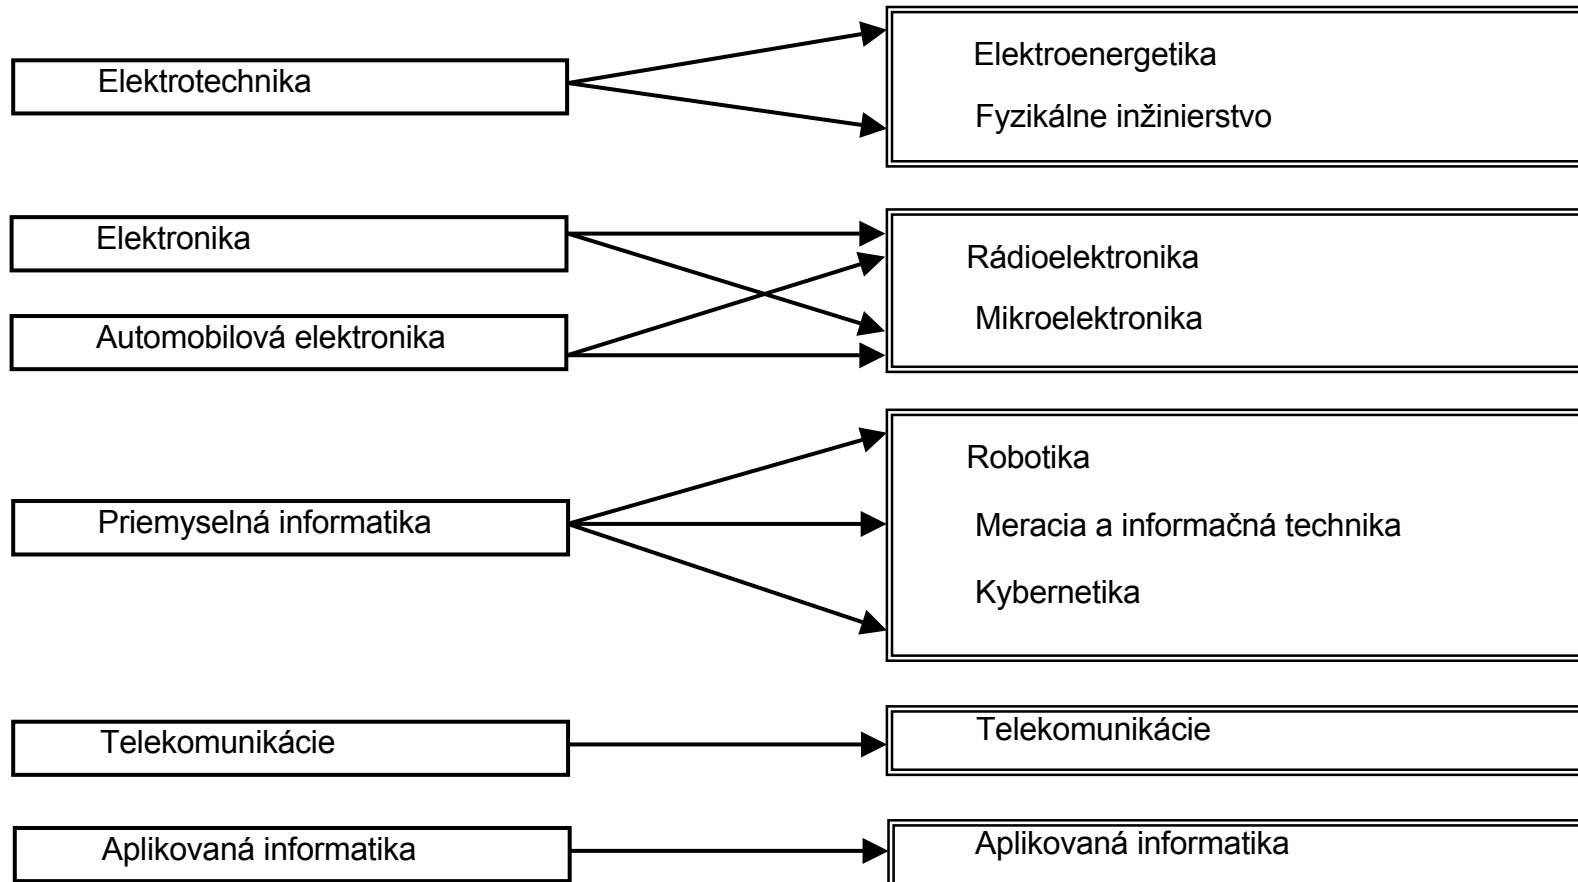 Elektrotechnika
Elektroenergetika
Fyzikálne inžinierstvo
Elektronika
Automobilová elektronika
Rádioelektronika
Mikroelektronika
Priemyselná informatika
Robotika
Meracia a informačná technika
Kybernetika
Telekomunikácie
Telekomunikácie
Aplikovaná informatika
Aplikovaná informatika